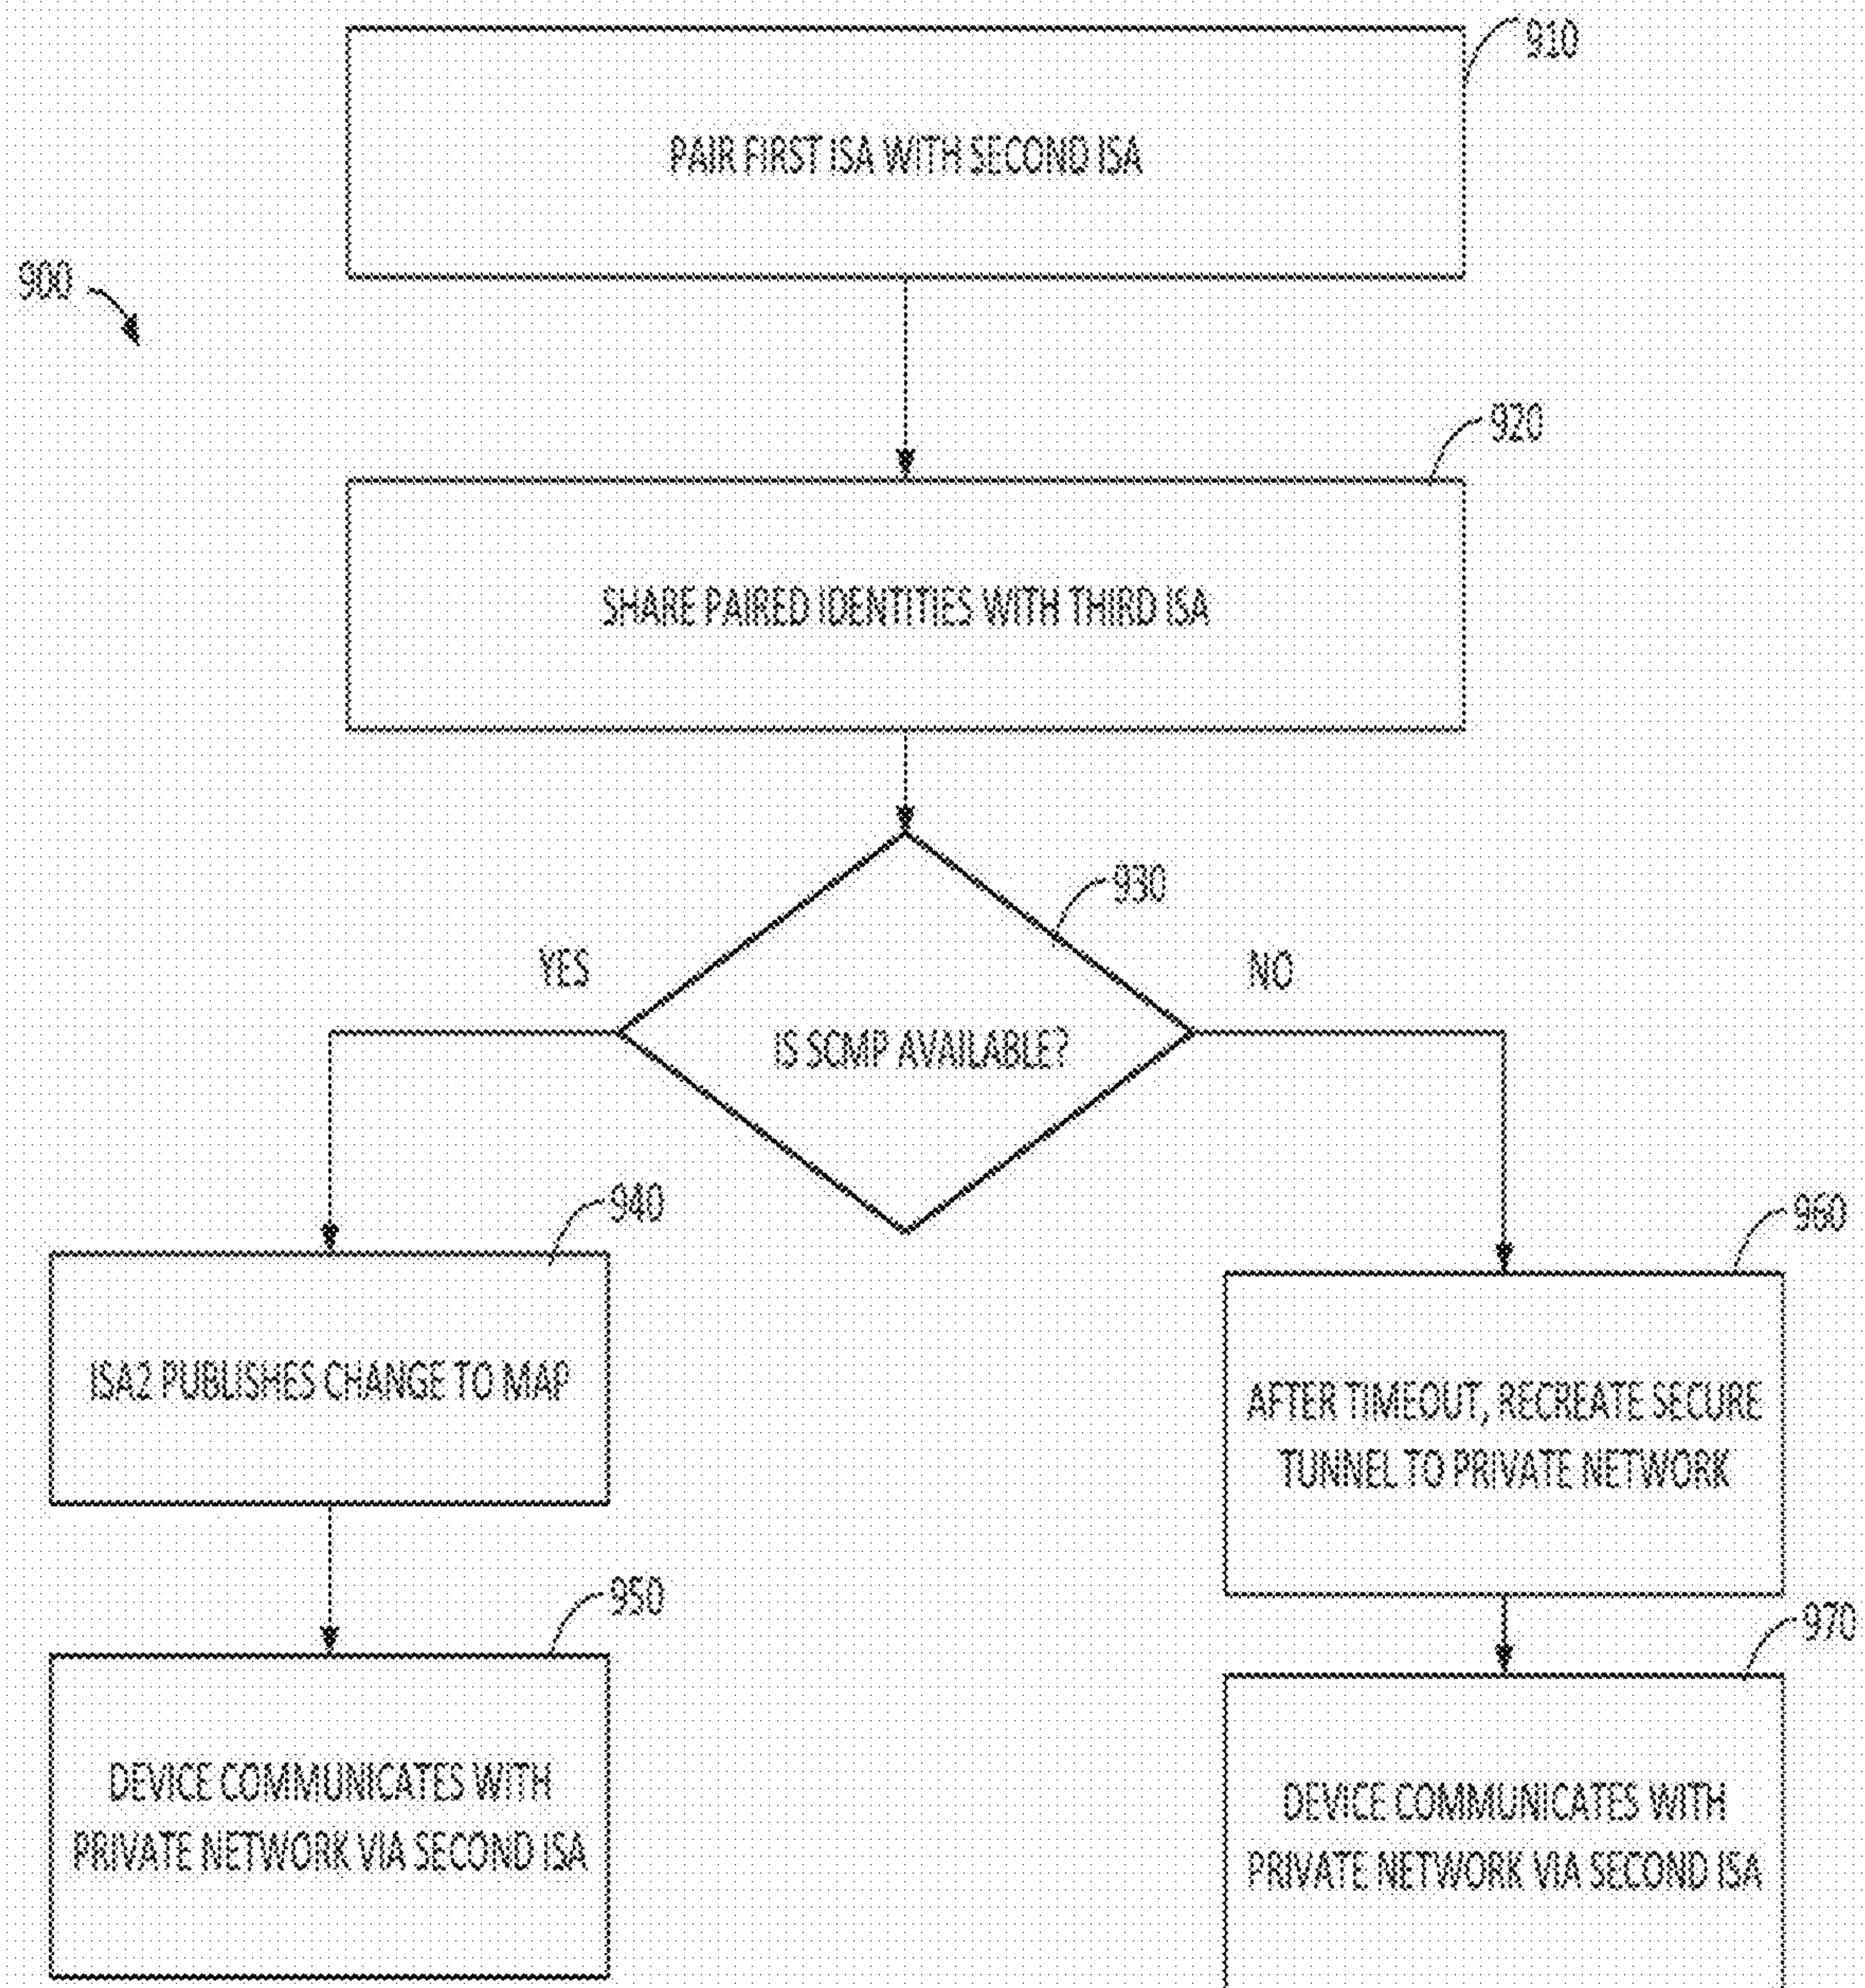 910
PAIR FIRST ISA WITH SECOND ISA
900
920
SHARE PAIRED IDENTITIES WITH THIRD ISA
930
YES
NO
IS SCMP AVAILABLE?
940
960
ISA2 PUBLISHES CHANGE TO MAP
AFTER TIMEOUT, RECREATE SECURE
TUNNEL TO PRIVATE NETWORK
950
970
DEVICE COMMUNICATES WITH
PRIVATE NETWORK VIA SECOND ISA
DEVICE COMMUNICATES WITH
PRIVATE NETWORK VIA SECOND ISA